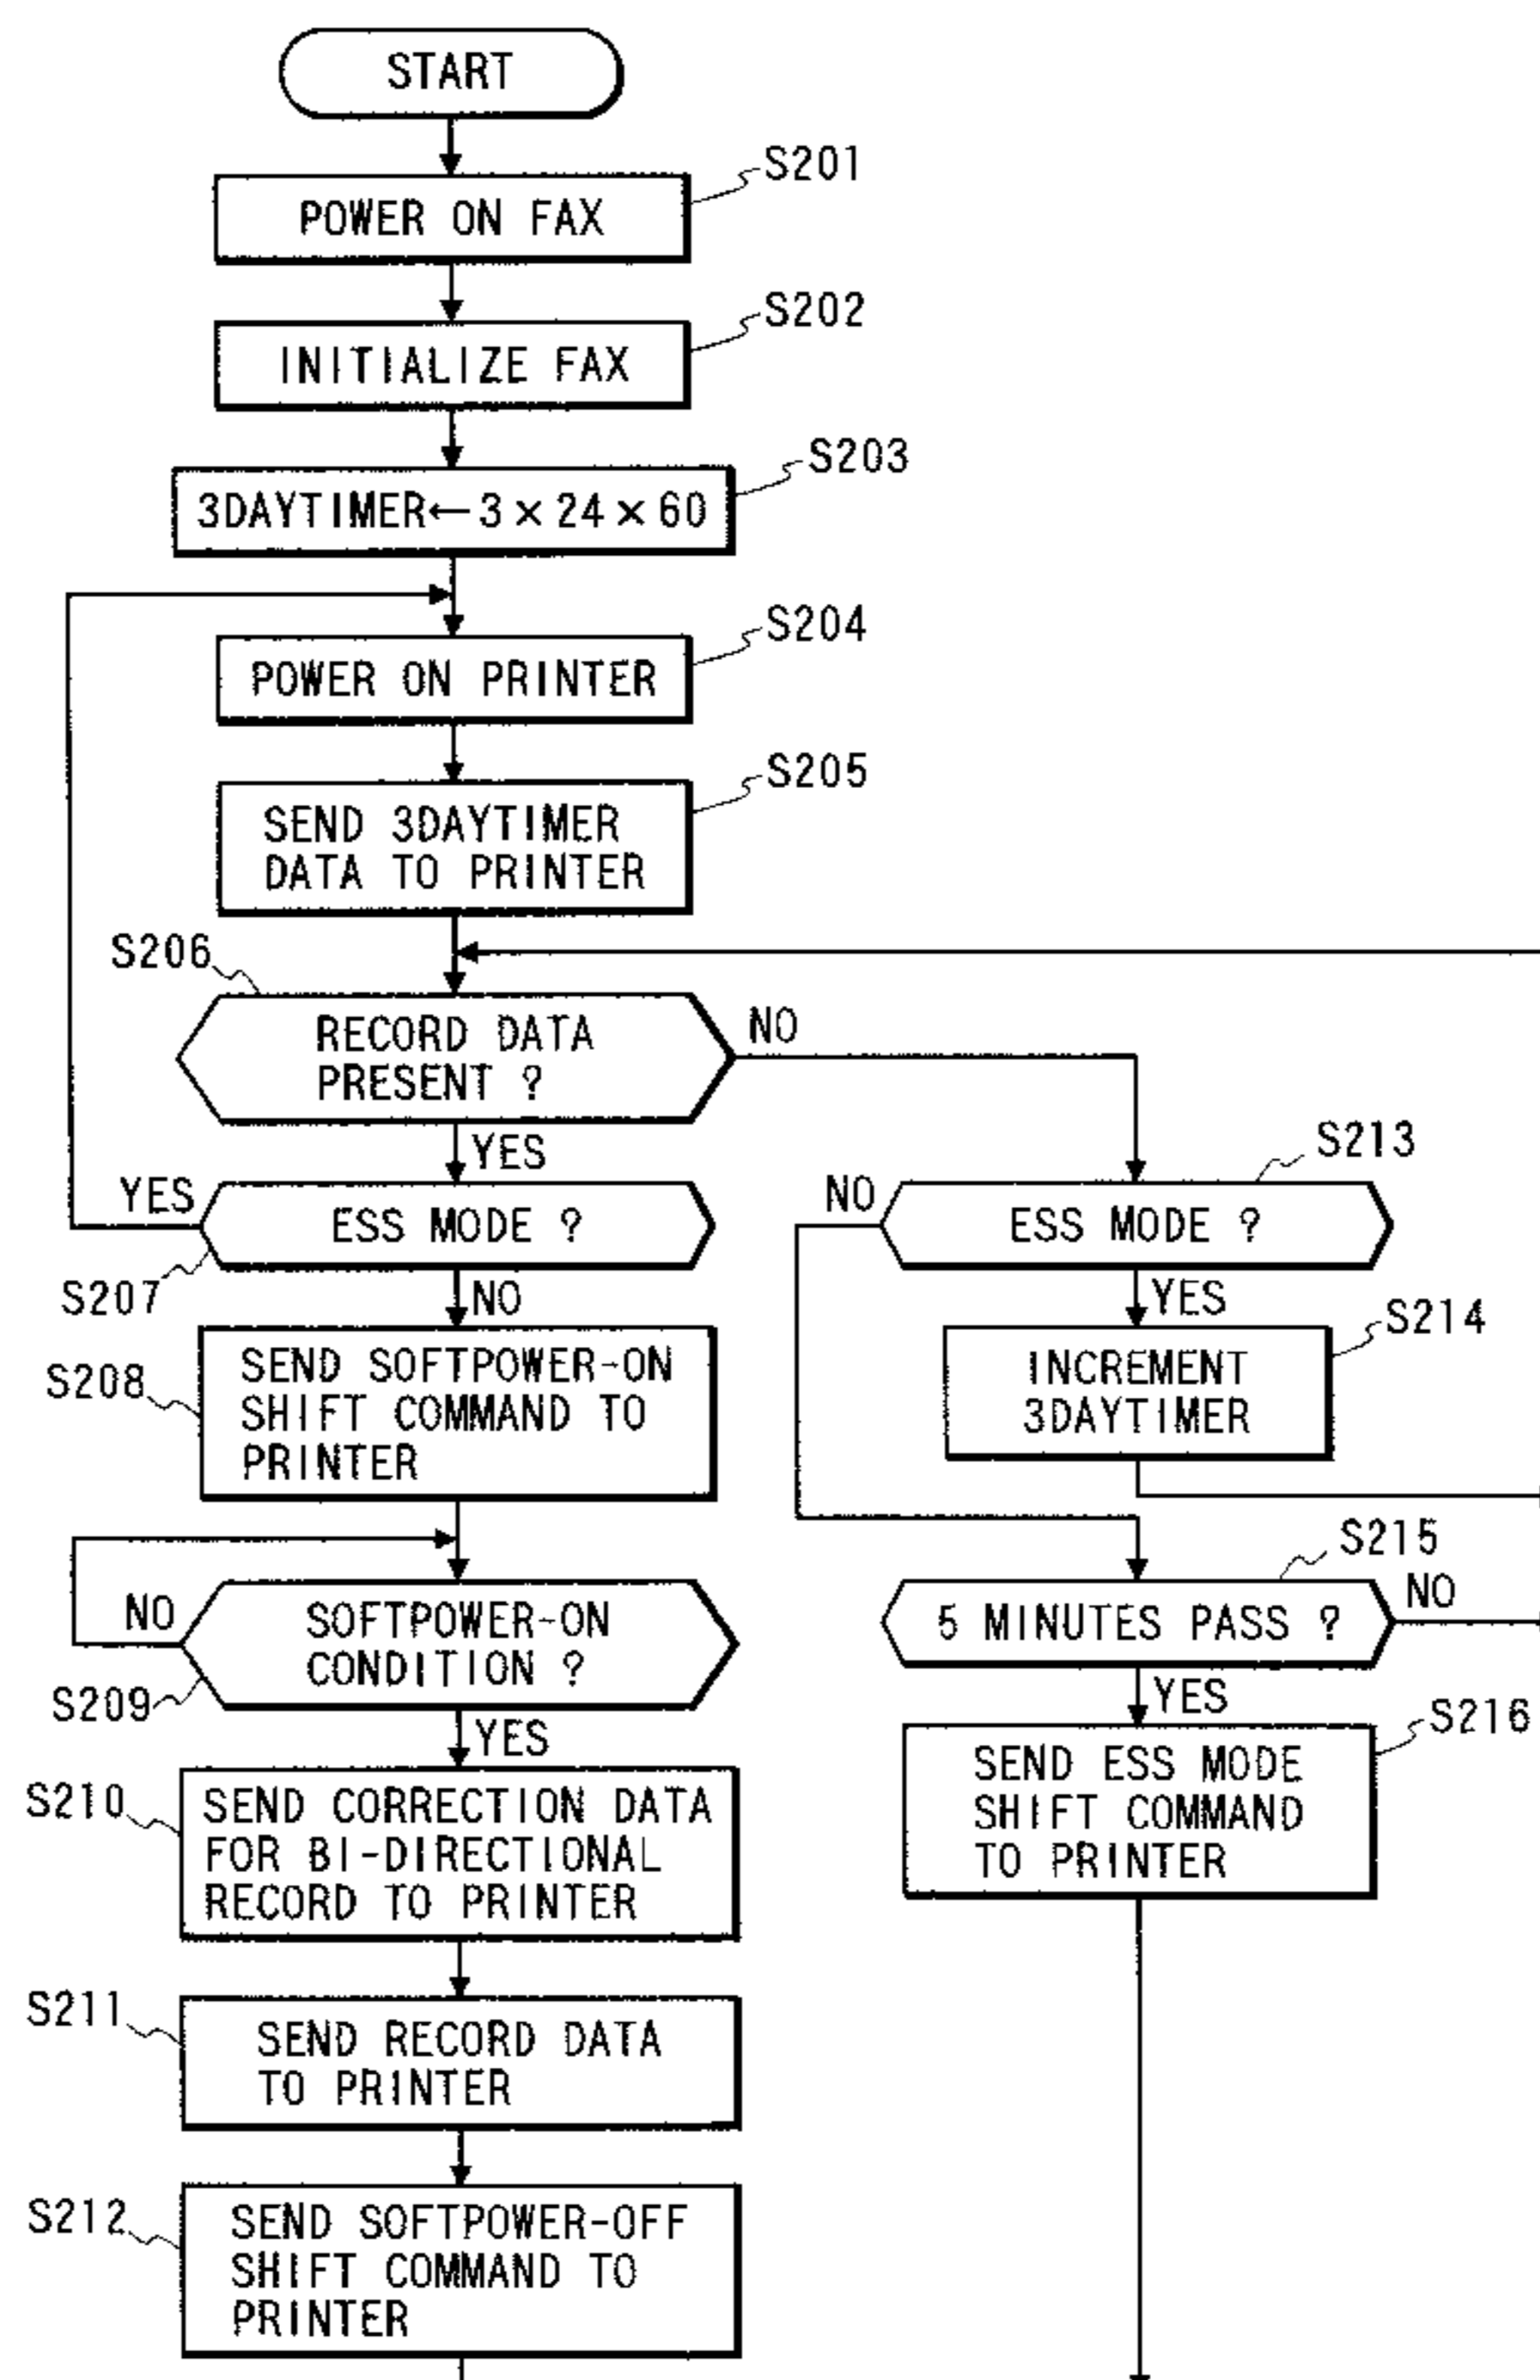 START
S201
POWER ON FAX
S202
INITIALIZE FAX
S203
3DAYTIMER←3×24×60
S204
POWER ON PRINTER
S205
SEND 3DAYTIMER
DATA TO PRINTER
S206
RECORD DATA
PRESENT ?
NO
YES
S207
ESS MODE ?
YES
NO
S208
SEND SOFTPOWER-ON
SHIFT COMMAND TO
PRINTER
S209
SOFTPOWER-ON
CONDITION ?
NO
YES
S210
SEND CORRECTION DATA
FOR BI-DIRECTIONAL
RECORD TO PRINTER
S211
SEND RECORD DATA
TO PRINTER
S212
SEND SOFTPOWER-OFF
SHIFT COMMAND TO
PRINTER
S213
ESS MODE ?
NO
YES
S214
INCREMENT
3DAYTIMER
S215
5 MINUTES PASS ?
NO
YES
S216
SEND ESS MODE
SHIFT COMMAND
TO PRINTER